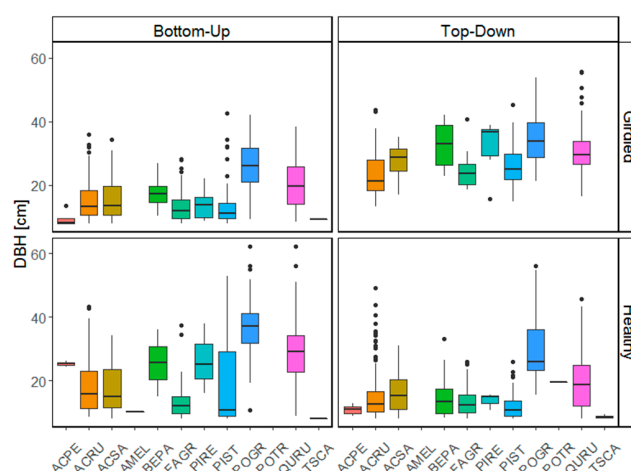 Bottom-Up Top-Down
60
40
20
Girdled
60
40
20
Healthy
DBH [cm]
ACPE ACRU ACSA AMEL BEPA FAGR PIRE PIST POGR POTR QURU TSCA ACPE ACRU ACSA AMEL BEPA FAGR PIRE PIST POGR POTR QURU TSCA